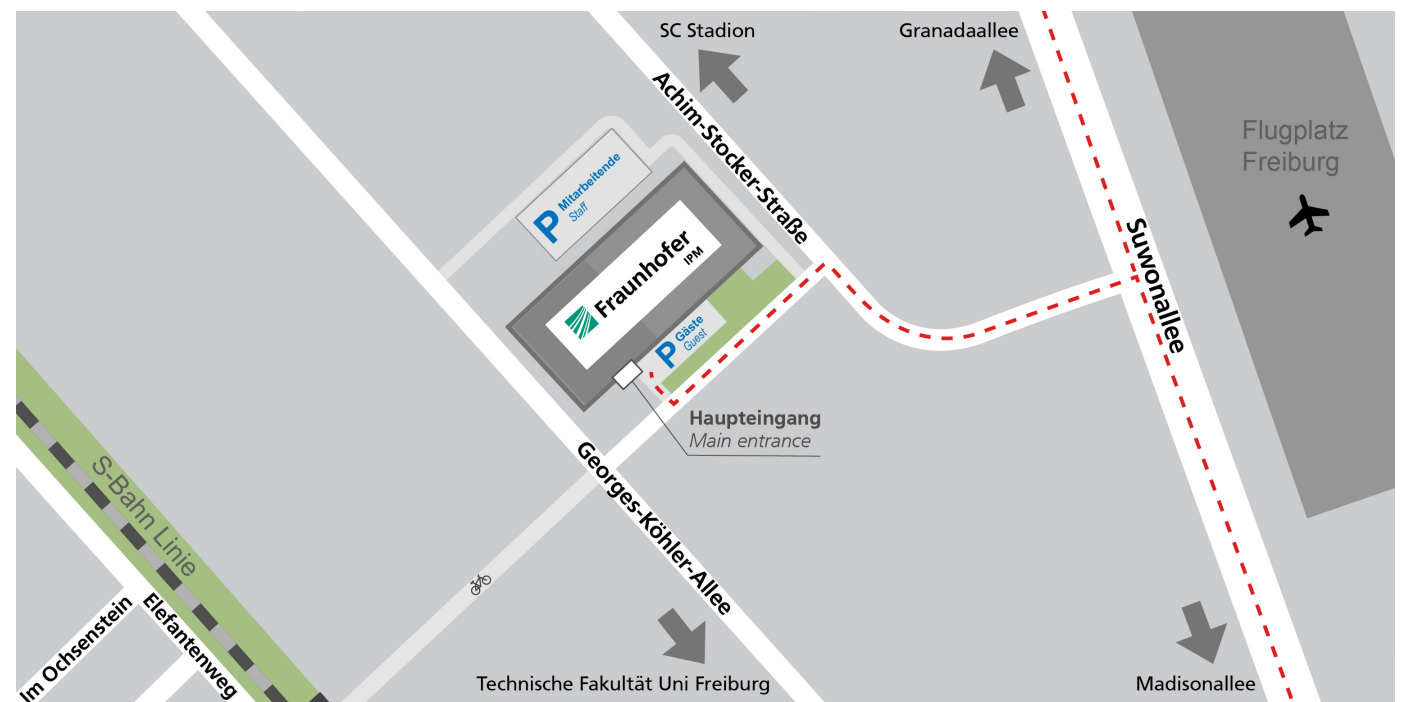 SC Stadion
Granadaallee
Achim-Stocker-Straße
Flugplatz
Freiburg
P Mitarbeitende
Staff
Suwonallee
Fraunhofer
IPM
P Gäste
Guest
Haupteingang
Main entrance
S-Bahn Linie
Georges-Köhler-Allee
Im Ochsenstein
Elefantenweg
Technische Fakultät Uni Freiburg
Madisonallee